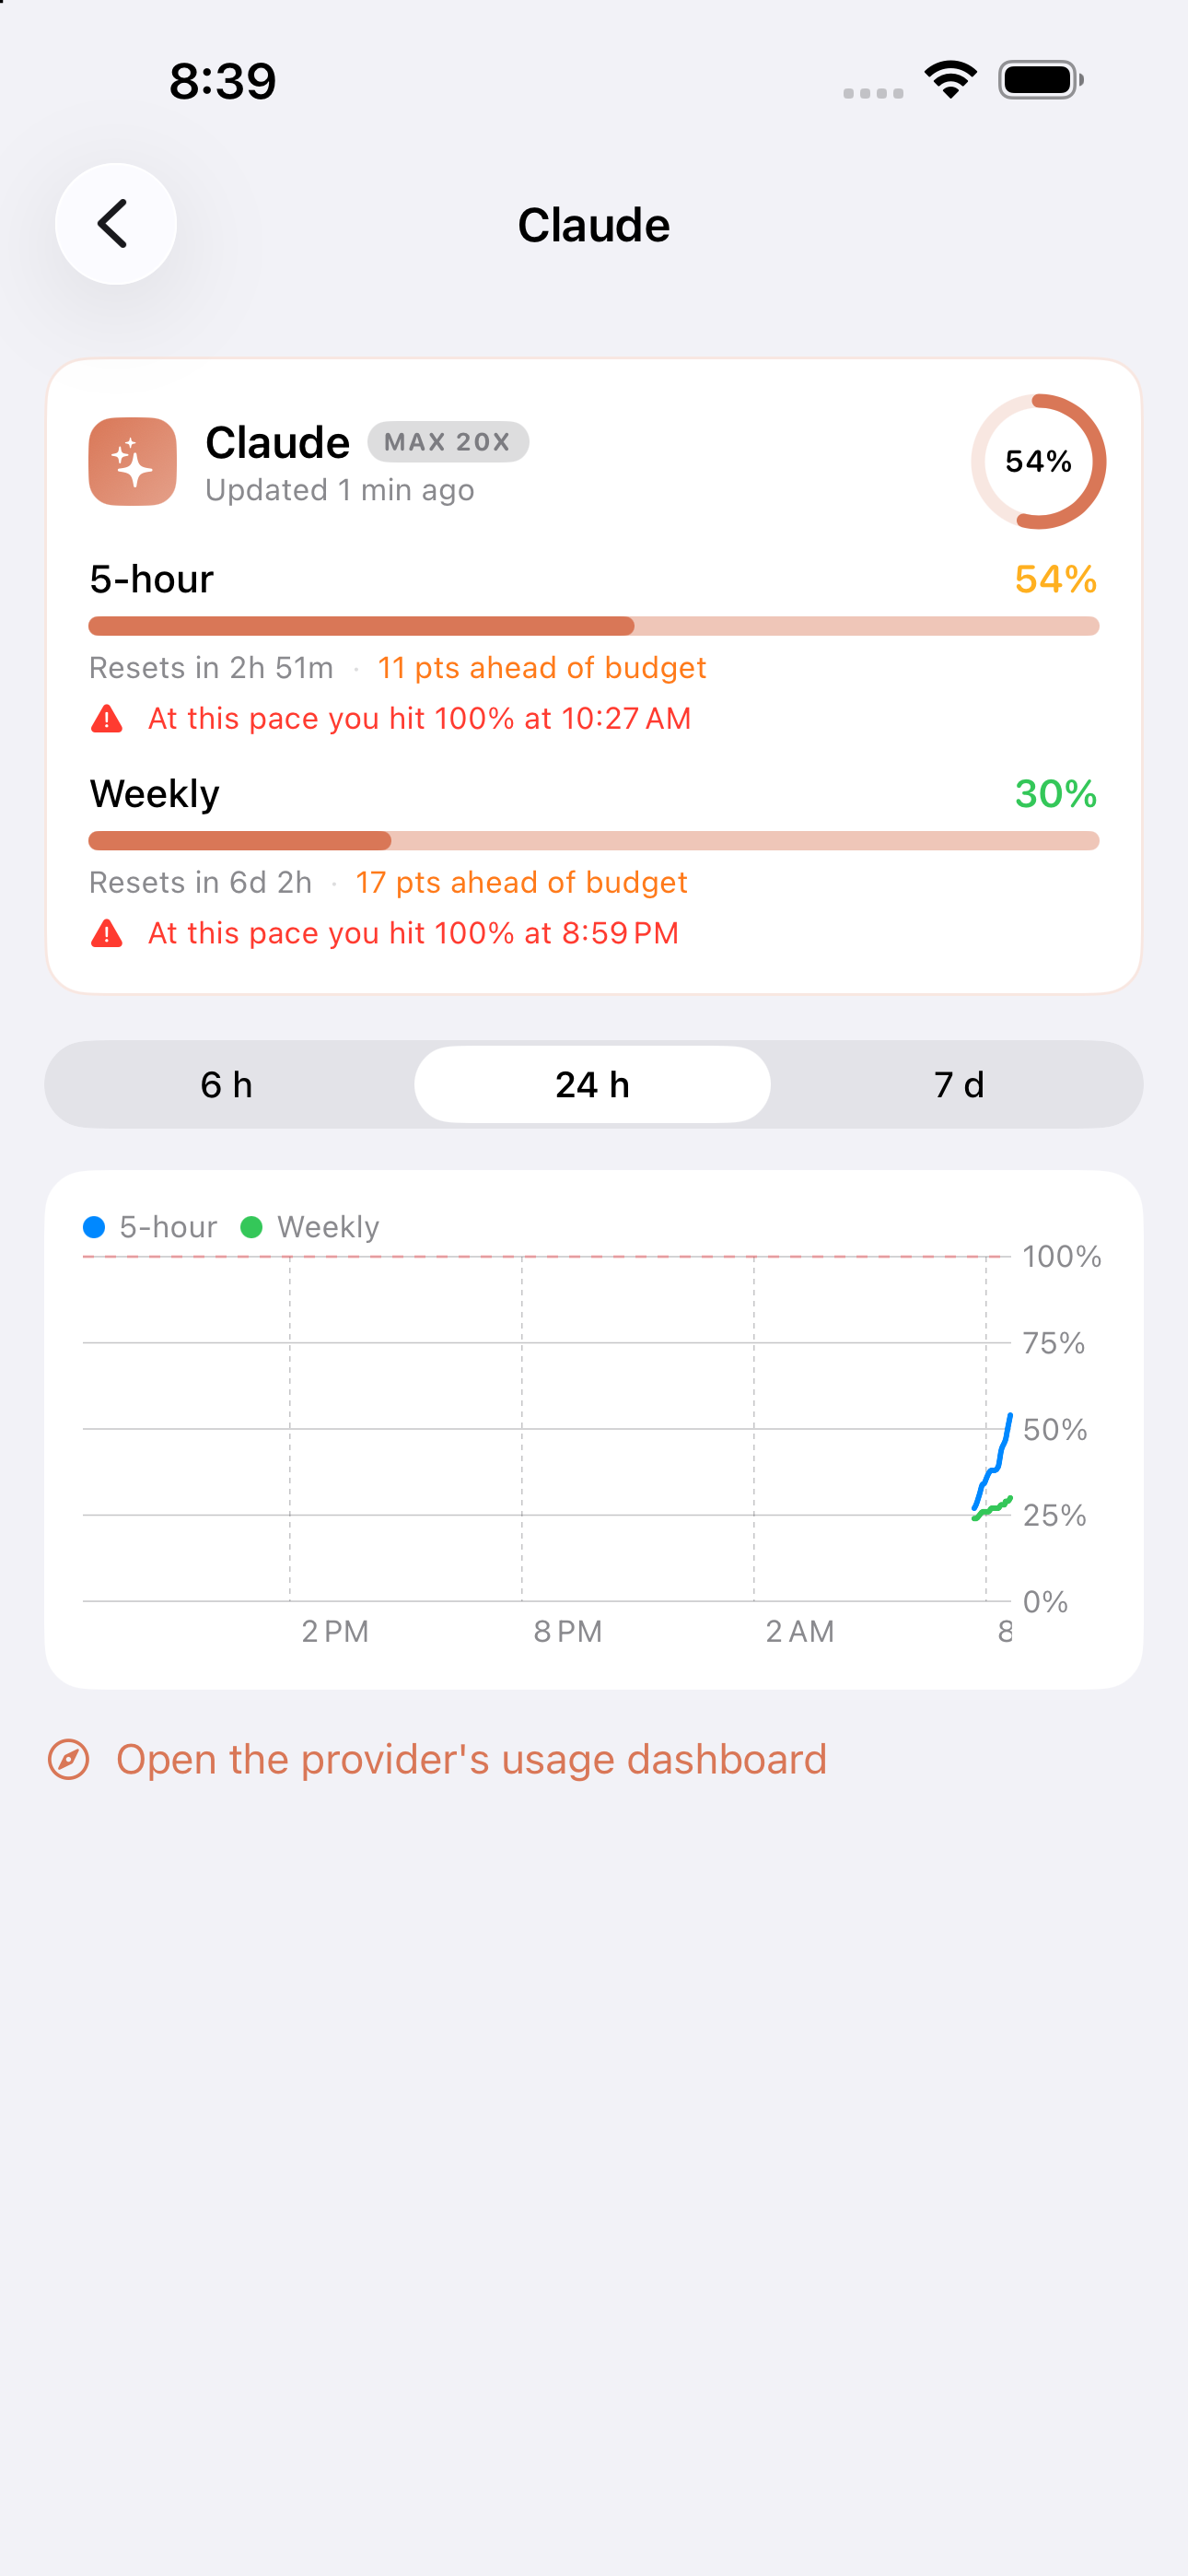 8:39
Claude
Claude MAX 20X
Updated 1 min ago
54%
5-hour 54%
Resets in 2h 51m · 11 pts ahead of budget
At this pace you hit 100% at 10:27 AM
Weekly 30%
Resets in 6d 2h · 17 pts ahead of budget
At this pace you hit 100% at 8:59 PM
6 h 24 h 7 d
5-hour Weekly
100%
75%
50%
25%
0%
2 PM 8 PM 2 AM 8
Open the provider's usage dashboard